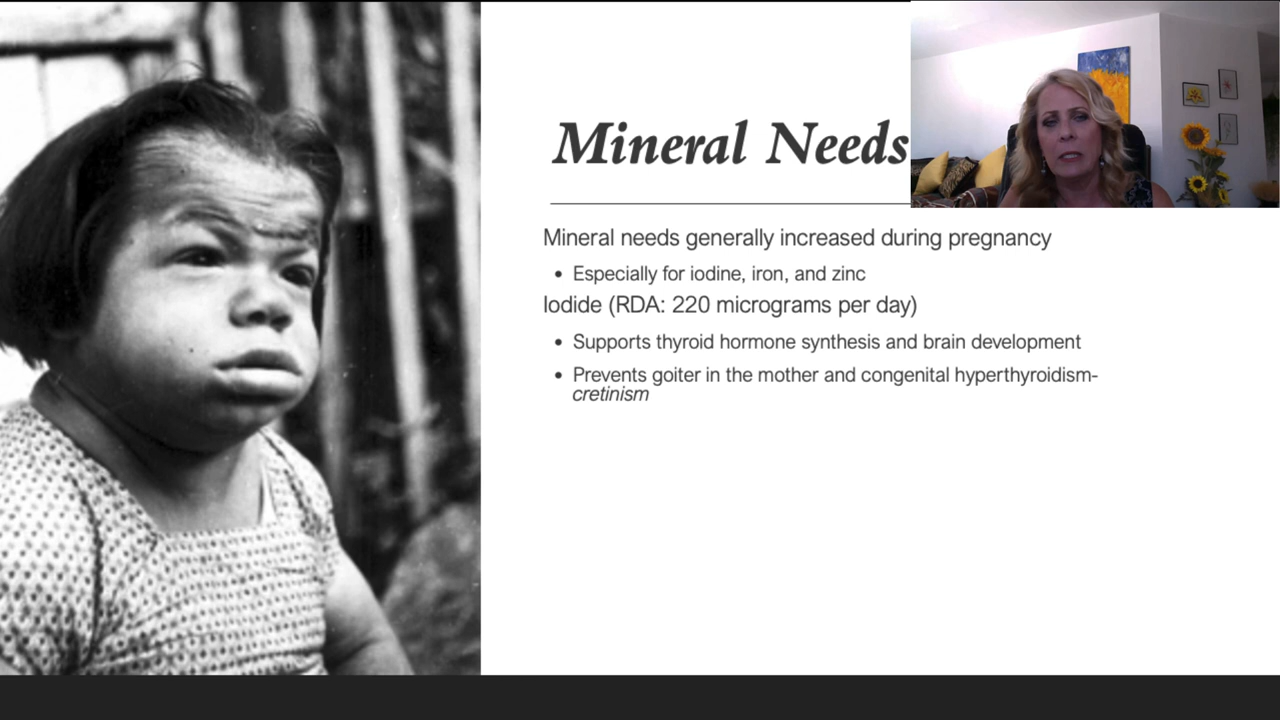 Mineral Needs
Mineral needs generally increased during pregnancy
• Especially for iodine, iron, and zinc
Iodide (RDA: 220 micrograms per day)
• Supports thyroid hormone synthesis and brain development
• Prevents goiter in the mother and congenital hyperthyroidism-
cretinism